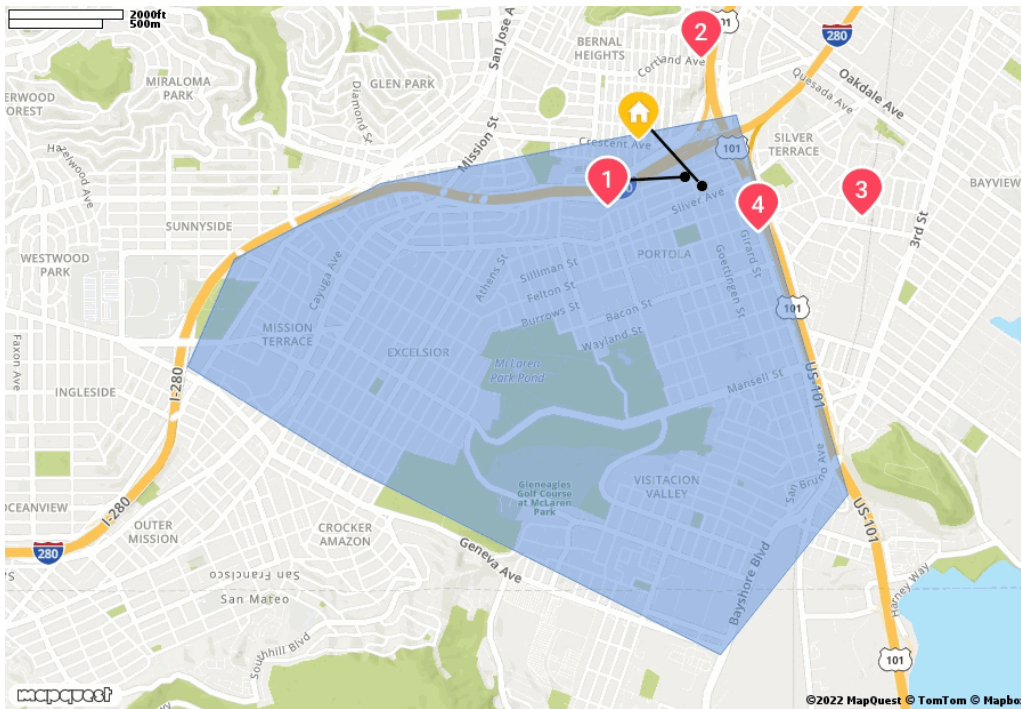 2000ft
500m
BERNAL
HEIGHTS
2
101
280
San Jose A
Cortland Ave
MIRALOMA
PARK
GLEN PARK
Oakdale Ave
Quesada Ave
ERWOOD
FOREST
Diamond St
Mission St
Crescent Ave
SILVER
TERRACE
101
Hazelwood Ave
1
3
BAYVIEW
Silver Ave
4
SUNNYSIDE
3rd St
WESTWOOD
PARK
Cayuga Ave
Athens St
Silliman St
PORTOLA
Girard St
Goettingen St
Felton St
Burrows St
Bacon St
101
MISSION
TERRACE
Wayland St
EXCELSIOR
Faxon Ave
McLaren
Park Pond
INGLESIDE
I-280
Mansell St
US-101
VISITACION
VALLEY
San Bruno Ave
Gleneagles
Golf Course
at McLaren
Park
OCEANVIEW
I-280
OUTER
MISSION
CROCKER
AMAZON
US-101
280
Geneva Ave
San Francisco
San Mateo
Bayshore Blvd
Harney Way
Southhill Blvd
101
mapquest
©2022 MapQuest © TomTom © Mapbox